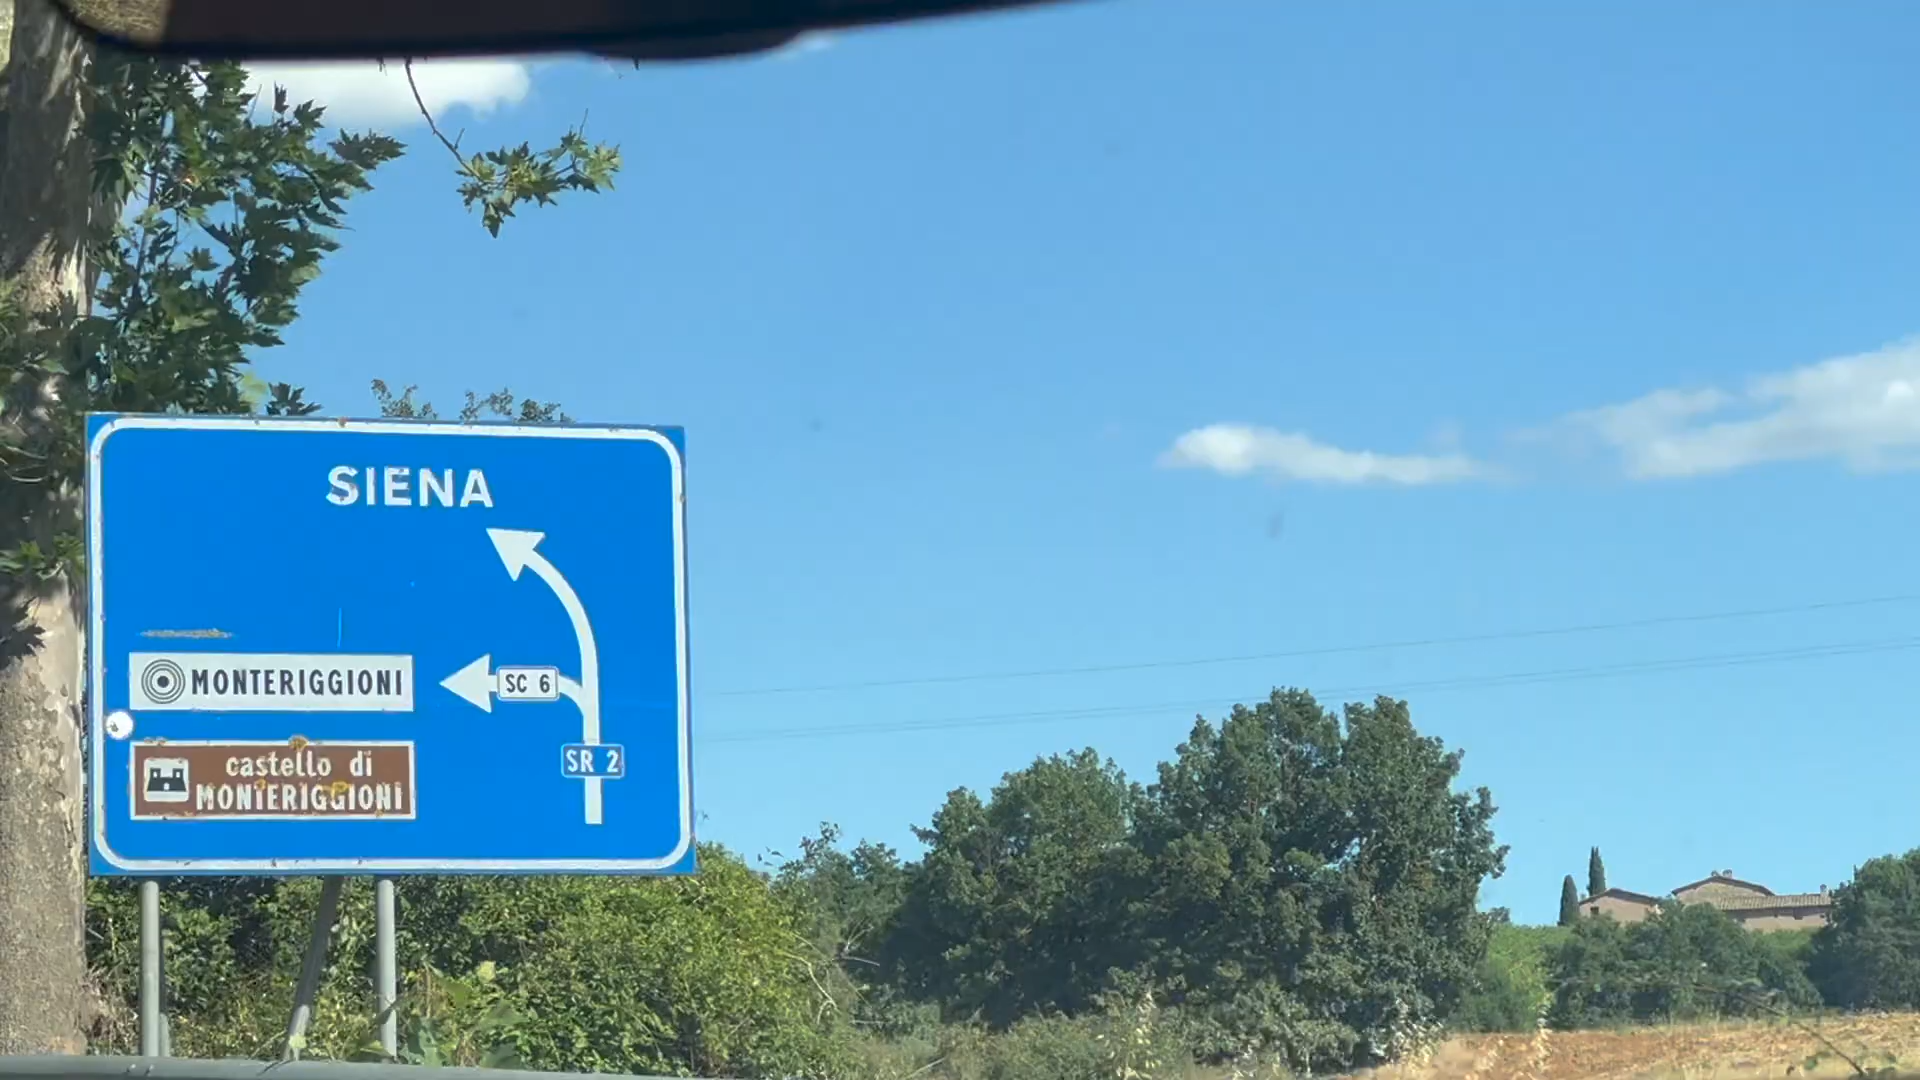 SIENA
MONTERIGGIONI
SC 6
SR 2
castello di
MONTERIGGIONI